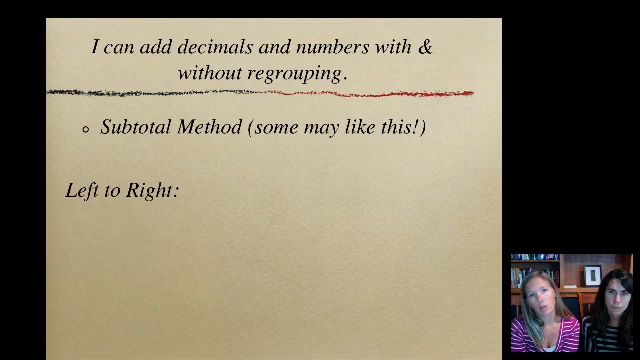 I can add decimals and numbers with &
without regrouping.
Subtotal Method (some may like this!)
Left to Right: